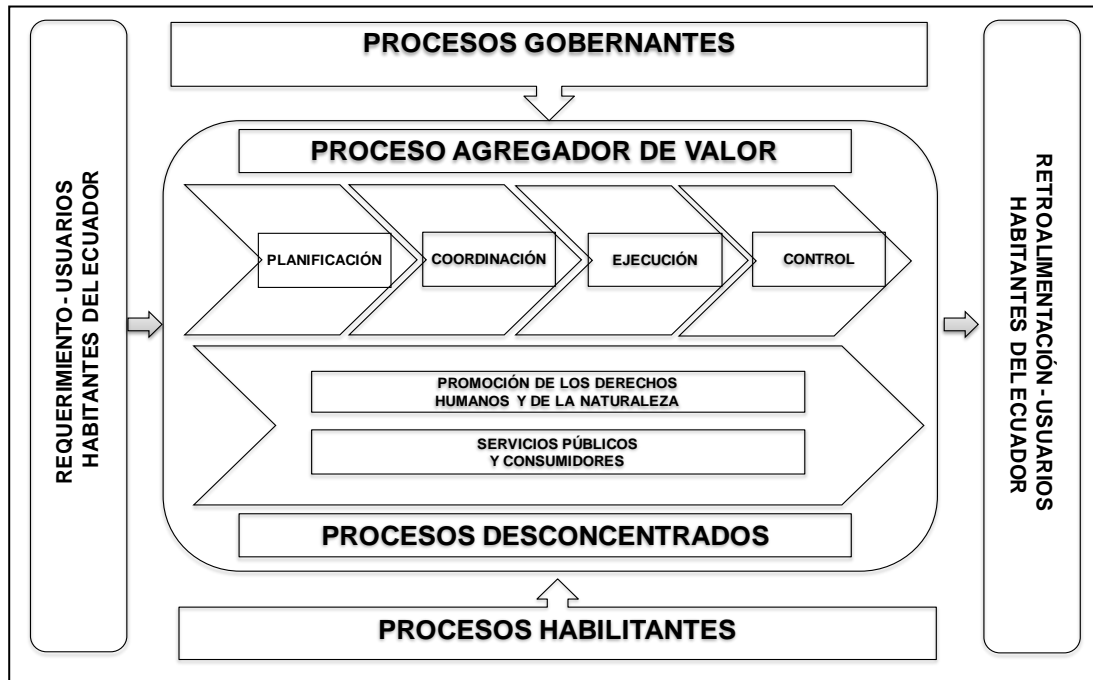 PROCESOS GOBERNANTES
REQUERIMIENTO - USUARIOS
HABITANTES DEL ECUADOR
PROCESO AGREGADOR DE VALOR
PLANIFICACIÓN
COORDINACIÓN
EJECUCIÓN
CONTROL
PROMOCIÓN DE LOS DERECHOS
HUMANOS Y DE LA NATURALEZA
SERVICIOS PÚBLICOS
Y CONSUMIDORES
PROCESOS DESCONCENTRADOS
RETROALIMENTACIÓN - USUARIOS
HABITANTES DEL ECUADOR
PROCESOS HABILITANTES